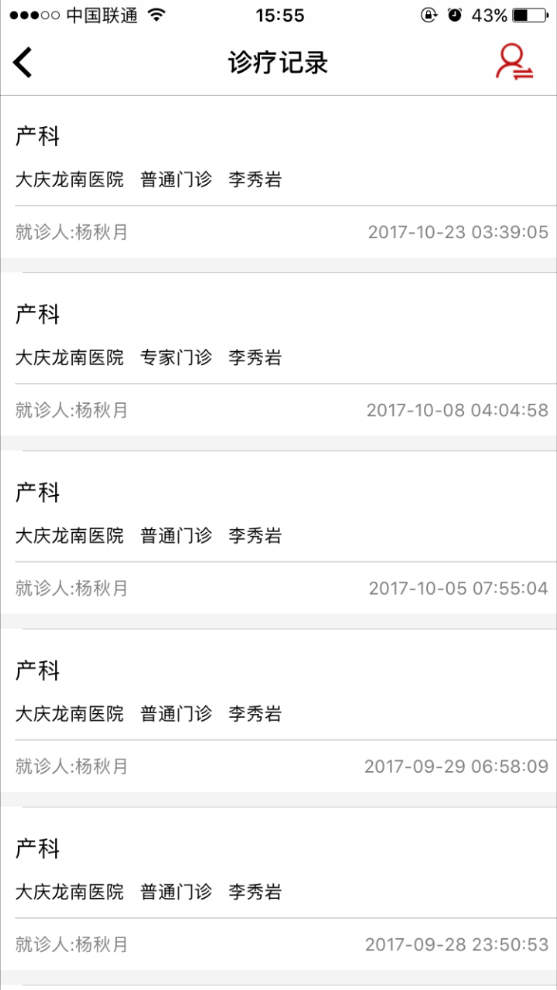 中国联通 15:55 43%
诊疗记录
产科
大庆龙南医院 普通门诊 李秀岩
就诊人:杨秋月 2017-10-23 03:39:05
产科
大庆龙南医院 专家门诊 李秀岩
就诊人:杨秋月 2017-10-08 04:04:58
产科
大庆龙南医院 普通门诊 李秀岩
就诊人:杨秋月 2017-10-05 07:55:04
产科
大庆龙南医院 普通门诊 李秀岩
就诊人:杨秋月 2017-09-29 06:58:09
产科
大庆龙南医院 普通门诊 李秀岩
就诊人:杨秋月 2017-09-28 23:50:53